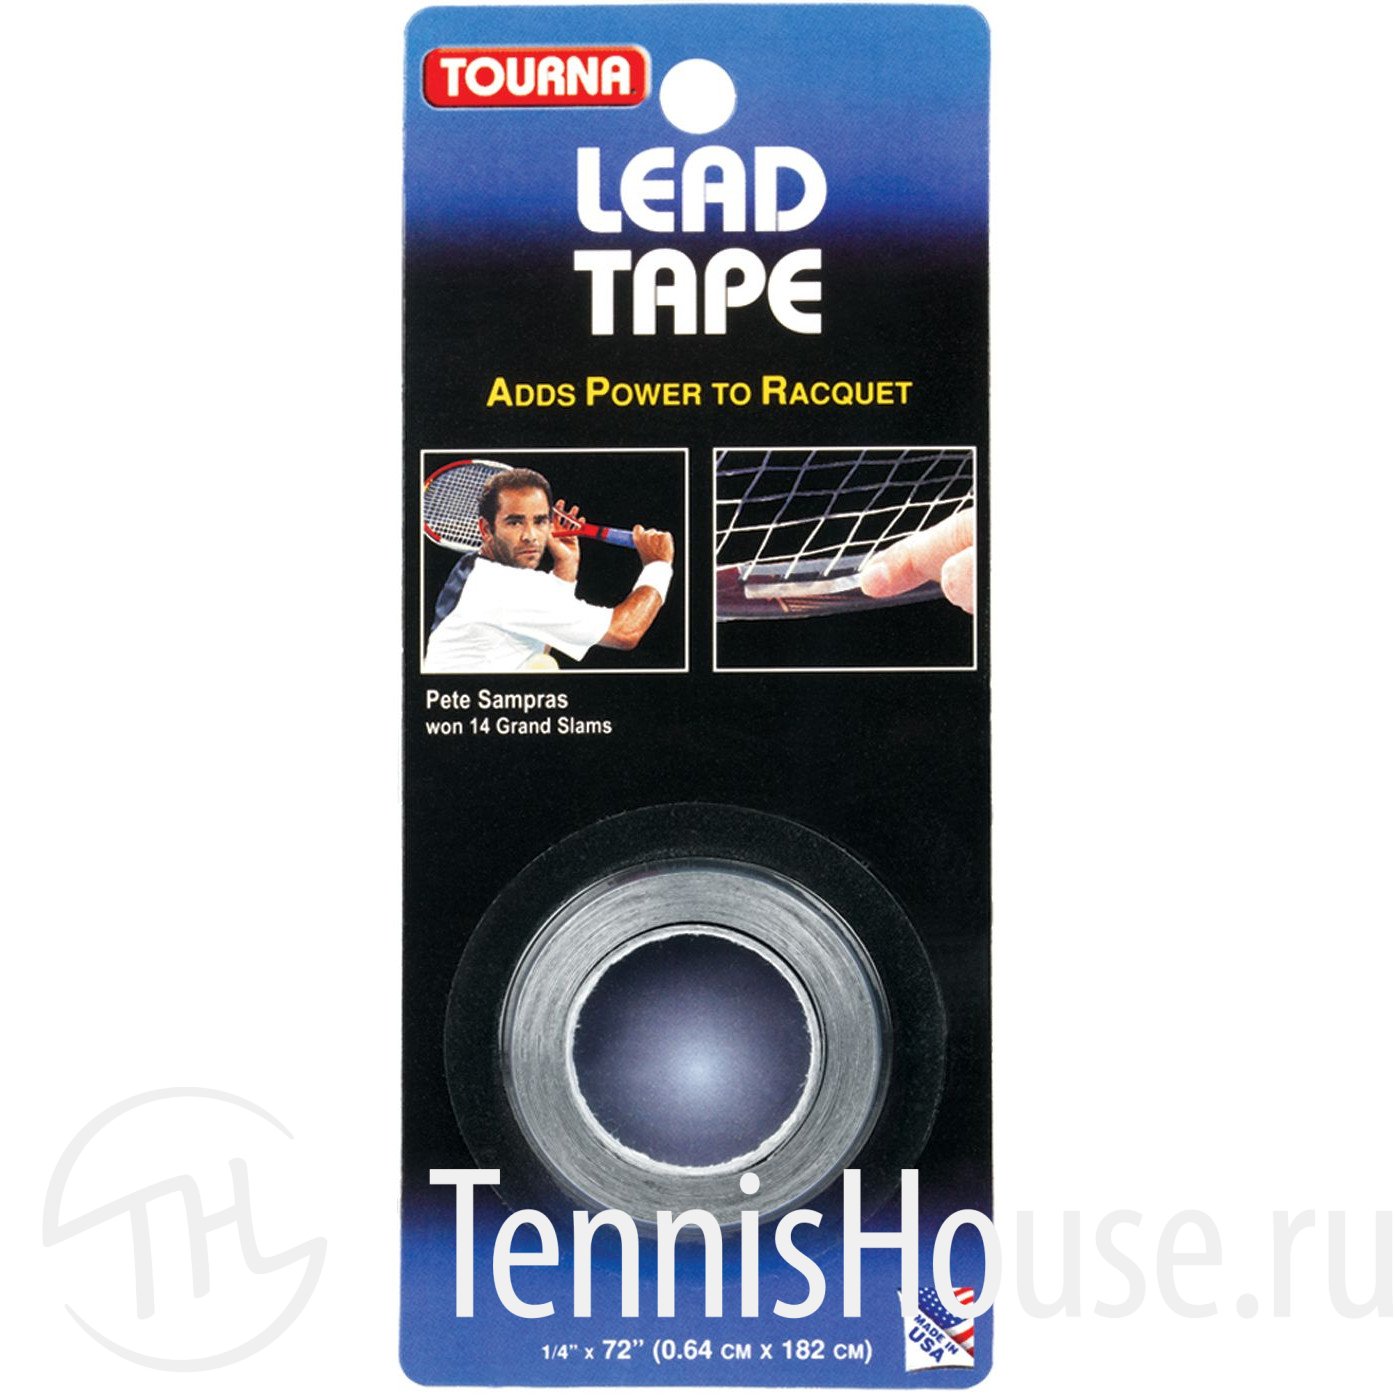 TOURNA
LEAD
TAPE
ADDS POWER TO RACQUET
Pete Sampras
won 14 Grand Slams
TH
TennisHouse.ru
MADE IN
USA
1/4" x 72" (0.64 CM X 182 CM)